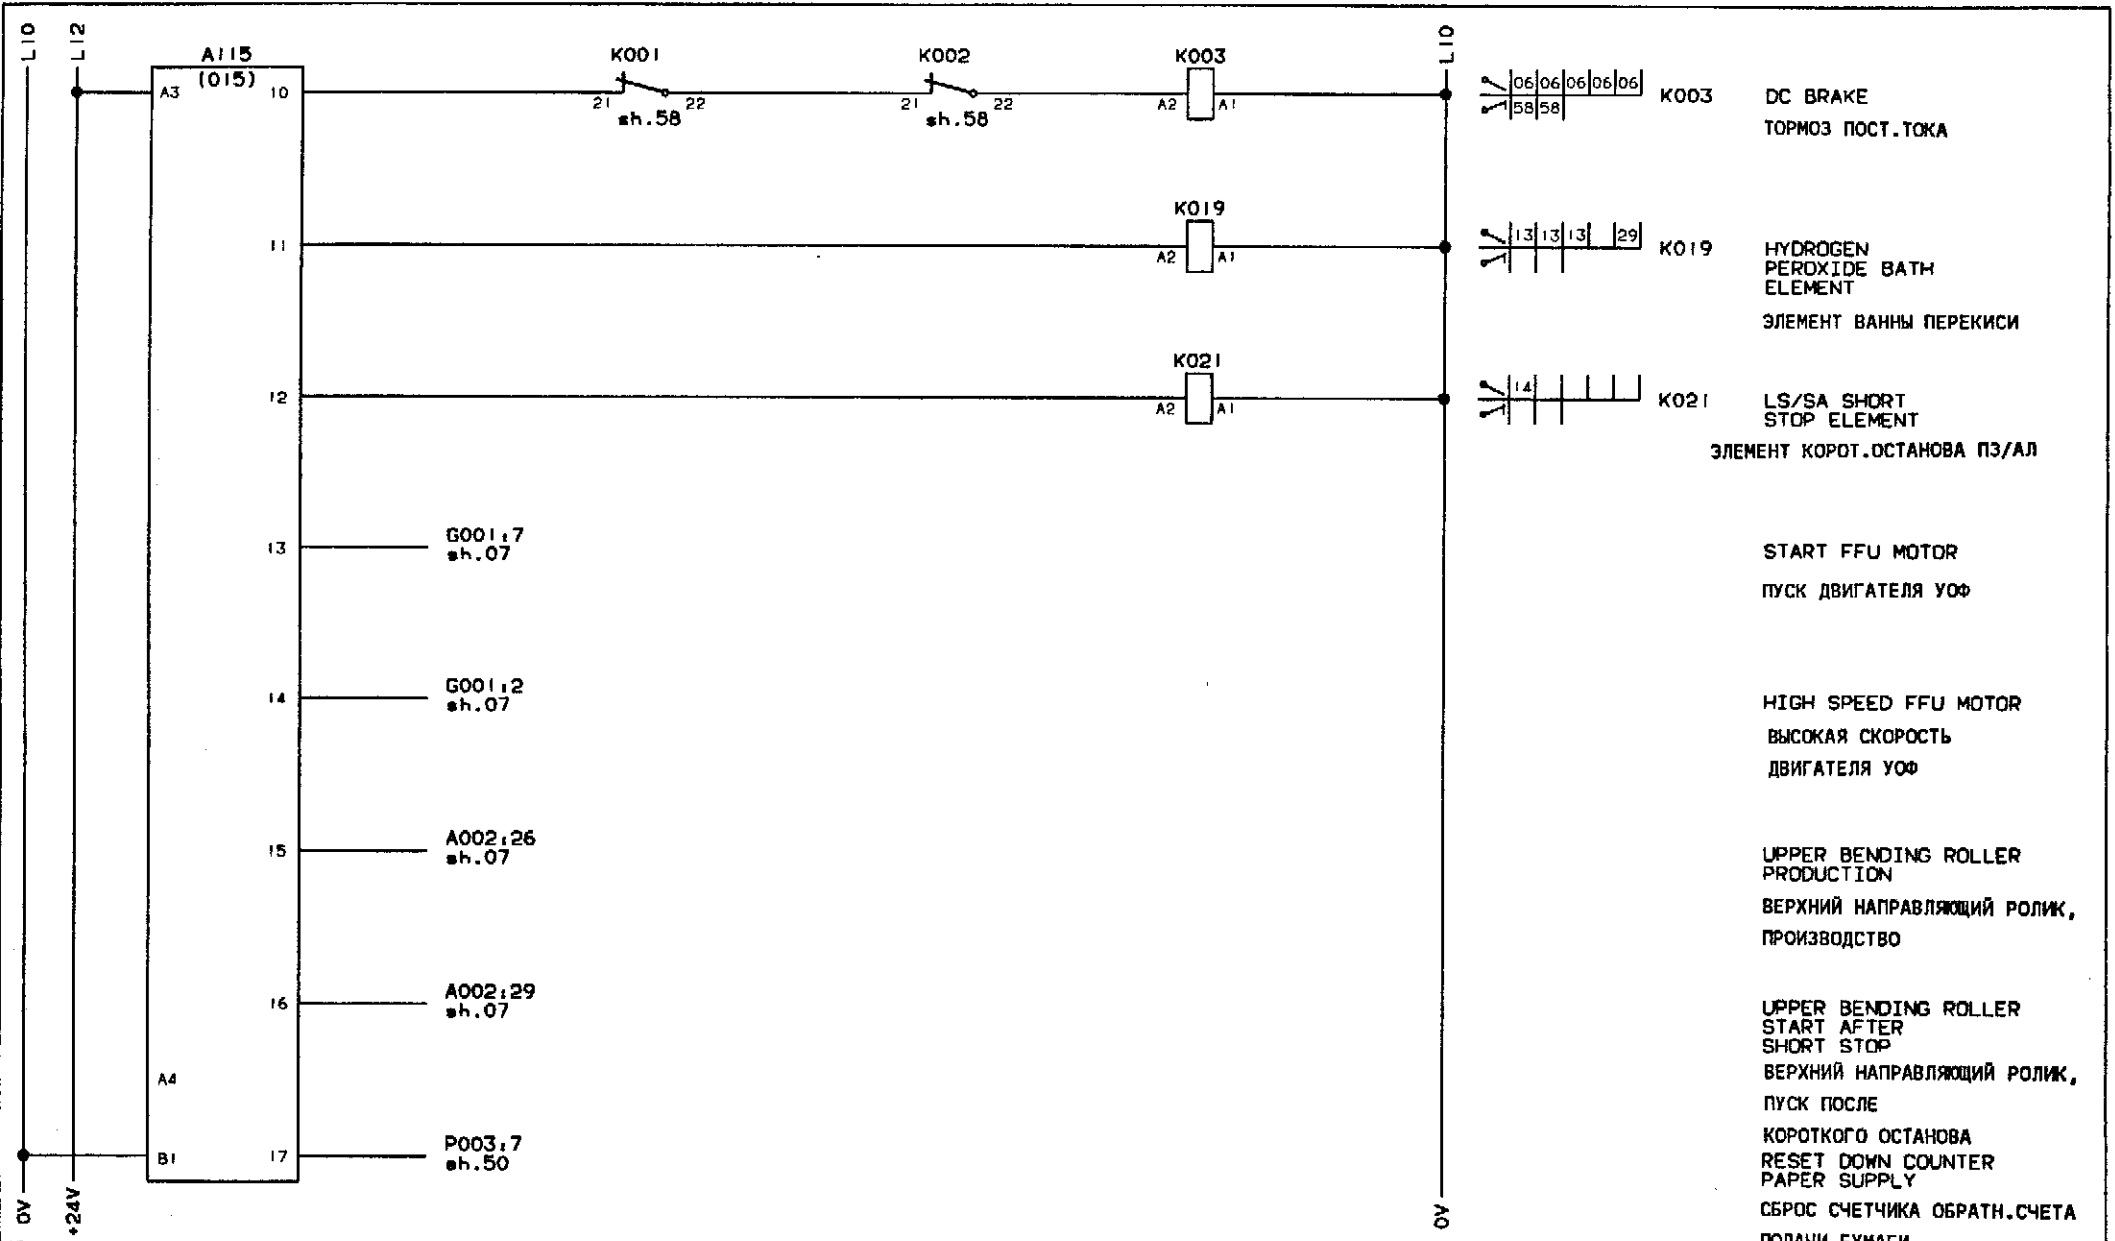 L10
L12
A115
(015)
K001
K002
K003
L10
A3
10
21
22
21
22
A2
A1
sh.58
sh.58
06 06 06 06 06
58 58
K003
DC BRAKE
ТОРМОЗ ПОСТ.ТОКА
K019
11
A2
A1
13 13 13 29
K019
HYDROGEN
PEROXIDE BATH
ELEMENT
ЭЛЕМЕНТ ВАННЫ ПЕРЕКИСИ
K021
12
A2
A1
14
K021
LS/SA SHORT
STOP ELEMENT
ЭЛЕМЕНТ КОРОТ.ОСТАНОВА ПЗ/АЛ
13
G001:7
sh.07
START FFU MOTOR
ПУСК ДВИГАТЕЛЯ УОФ
14
G001:2
sh.07
HIGH SPEED FFU MOTOR
ВЫСОКАЯ СКОРОСТЬ
ДВИГАТЕЛЯ УОФ
15
A002:26
sh.07
UPPER BENDING ROLLER
PRODUCTION
ВЕРХНИЙ НАПРАВЛЯЮЩИЙ РОЛИК,
ПРОИЗВОДСТВО
16
A002:29
sh.07
UPPER BENDING ROLLER
START AFTER
SHORT STOP
ВЕРХНИЙ НАПРАВЛЯЮЩИЙ РОЛИК,
ПУСК ПОСЛЕ
КОРОТКОГО ОСТАНОВА
A4
B1
17
P003:7
sh.50
RESET DOWN COUNTER
PAPER SUPPLY
СБРОС СЧЕТЧИКА ОБРАТН.СЧЕТА
ПОДАЧИ БУМАГИ
0V
+24V
0V